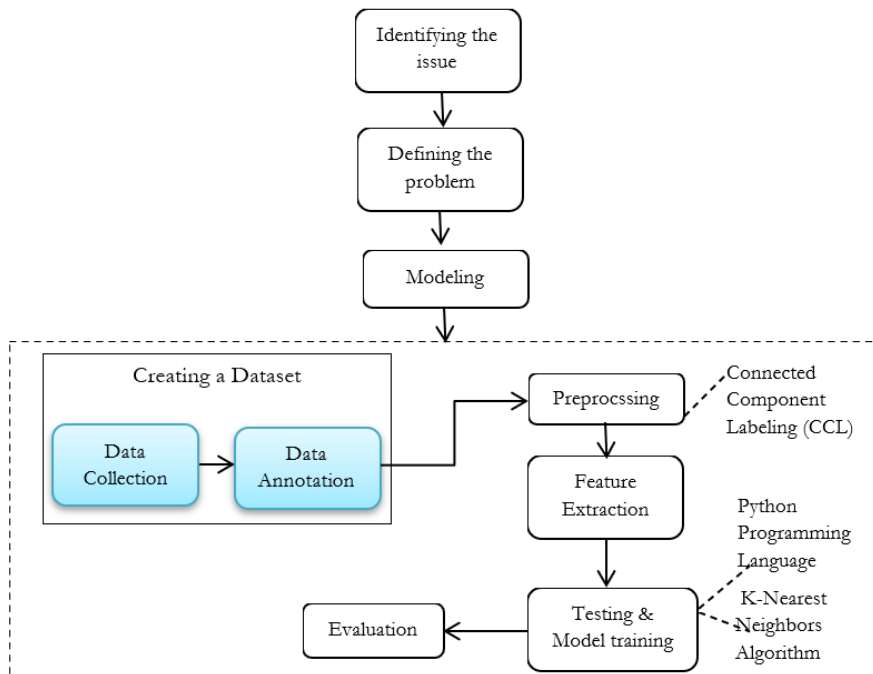 Identifying the
issue
Defining the
problem
Modeling
Creating a Dataset
Data
Collection
Data
Annotation
Preprocssing
Connected
Component
Labeling (CCL)
Feature
Extraction
Python
Programming
Language
Testing &
Model training
K-Nearest
Neighbors
Algorithm
Evaluation